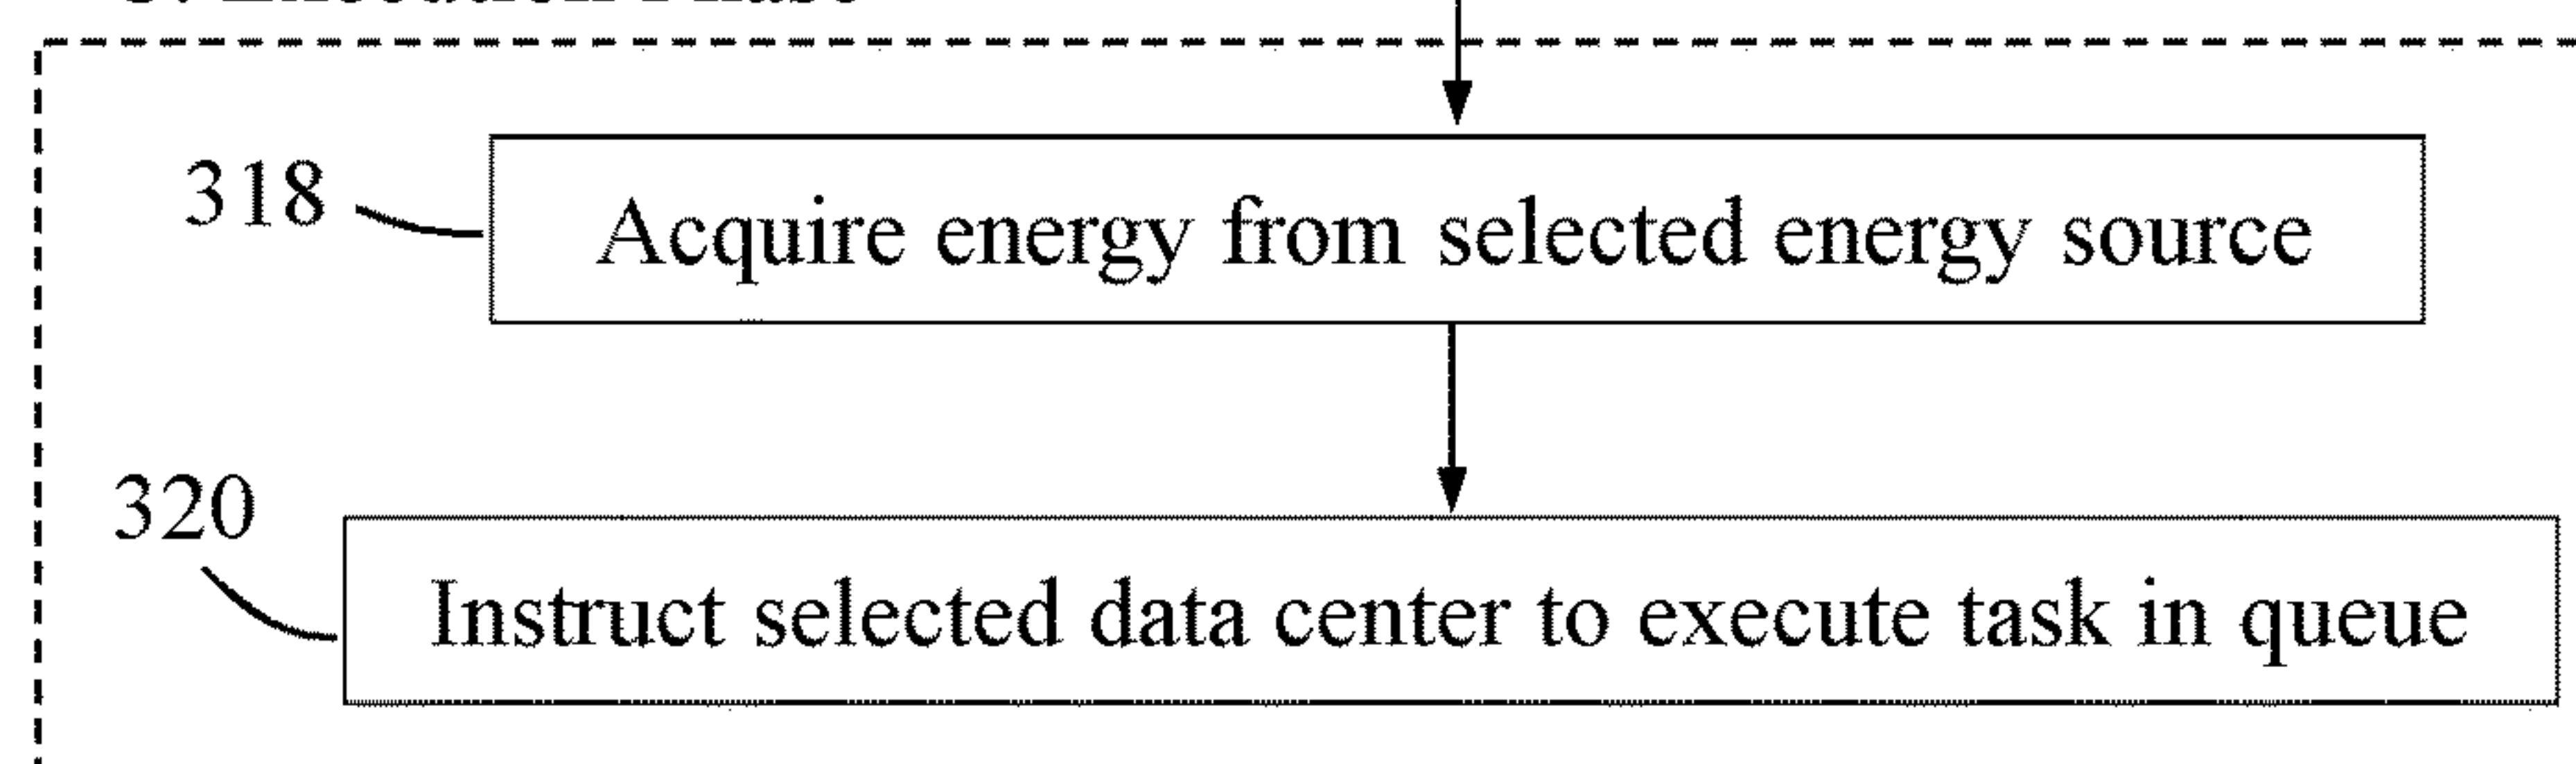 318
Acquire energy from selected energy source
320
Instruct selected data center to execute task in queue